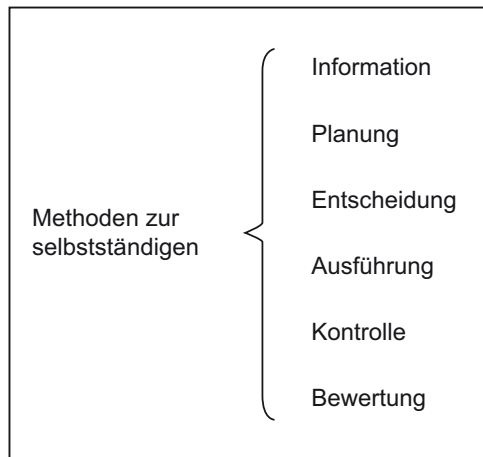 Methoden zur
selbstständigen
Information
Planung
Entscheidung
Ausführung
Kontrolle
Bewertung